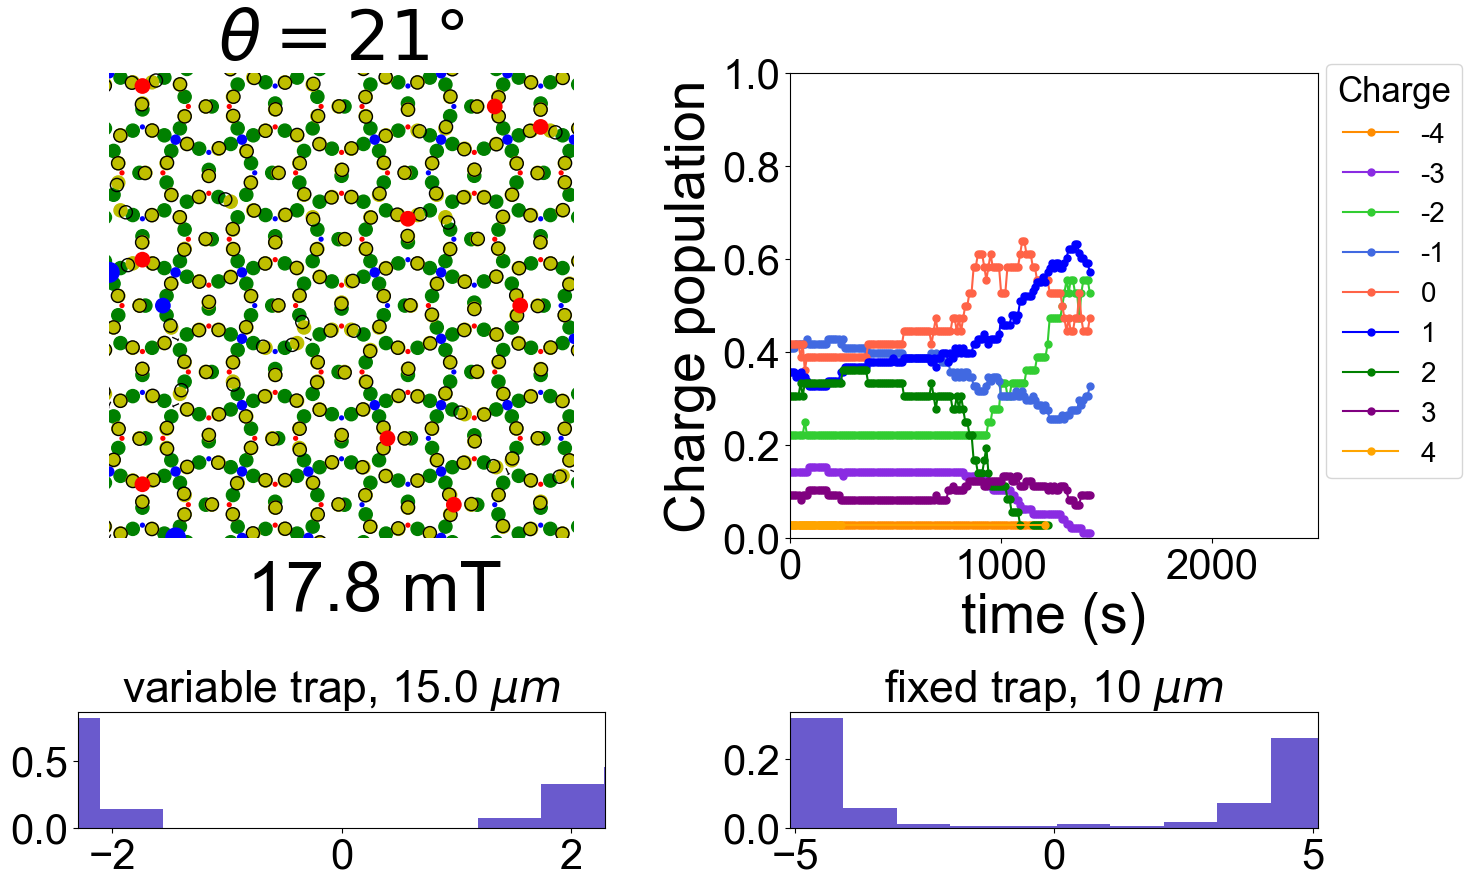 θ = 21°
17.8 mT
Charge population
1.0
0.8
0.6
0.4
0.2
0.0
0 1000 2000
time (s)
Charge
-4
-3
-2
-1
0
1
2
3
4
variable trap, 15.0 μm
0.5
0.0
−2 0 2
fixed trap, 10 μm
0.2
0.0
−5 0 5